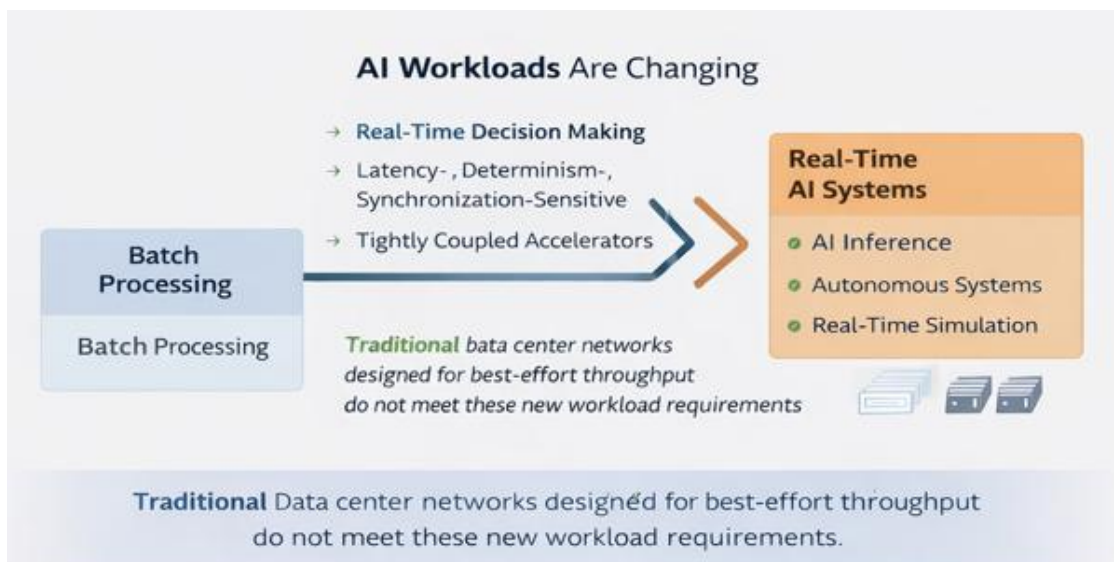 AI Workloads Are Changing
→ Real-Time Decision Making
→ Latency- , Determinism-,
Synchronization-Sensitive
→ Tightly Coupled Accelerators
Batch
Processing
Batch Processing
Real-Time
AI Systems
AI Inference
Autonomous Systems
Real-Time Simulation
Traditional bata center networks
designed for best-effort throughput
do not meet these new workload requirements
Traditional Data center networks designed for best-effort throughput
do not meet these new workload requirements.